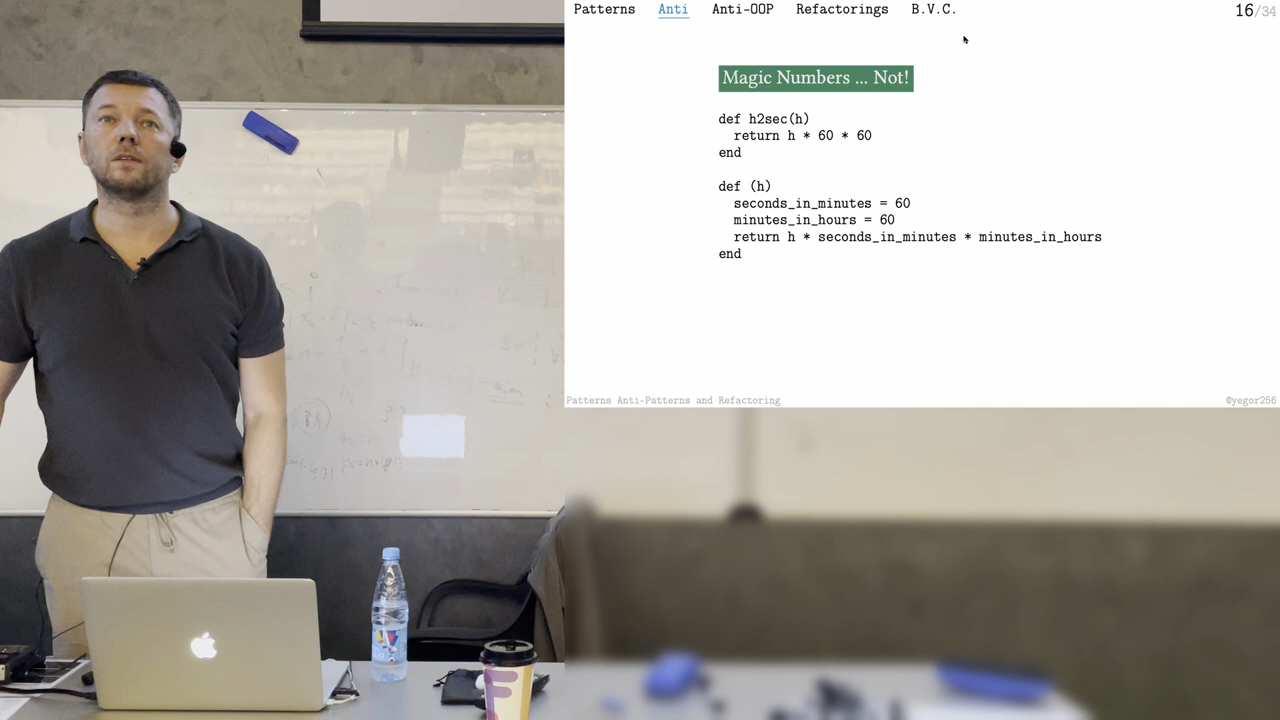 Patterns Anti Anti-OOP Refactorings B.V.C. 16/34
Magic Numbers ... Not!
def h2sec(h)
  return h * 60 * 60
end
def (h)
  seconds_in_minutes = 60
  minutes_in_hours = 60
  return h * seconds_in_minutes * minutes_in_hours
end
Patterns Anti-Patterns and Refactoring @yegor256